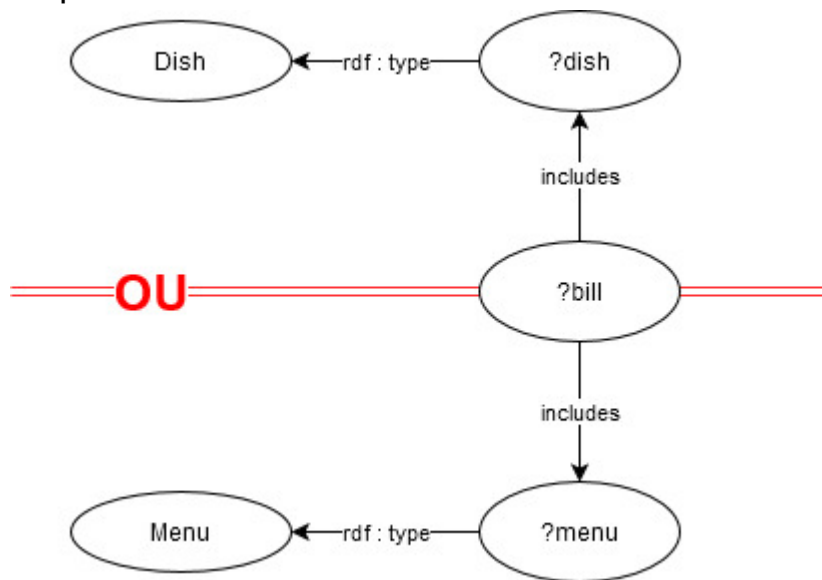 Dish
rdf : type
?dish
includes
OU
?bill
includes
Menu
rdf : type
?menu